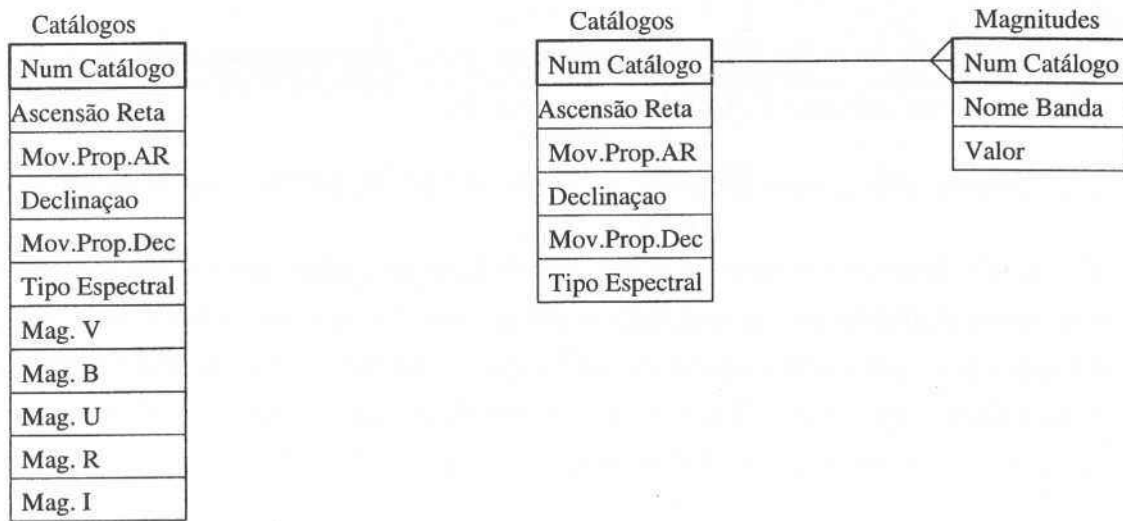 Catálogos
Num Catálogo
Ascensão Reta
Mov.Prop.AR
Declinaçao
Mov.Prop.Dec
Tipo Espectral
Mag. V
Mag. B
Mag. U
Mag. R
Mag. I
Catálogos
Num Catálogo
Ascensão Reta
Mov.Prop.AR
Declinaçao
Mov.Prop.Dec
Tipo Espectral
Magnitudes
Num Catálogo
Nome Banda
Valor